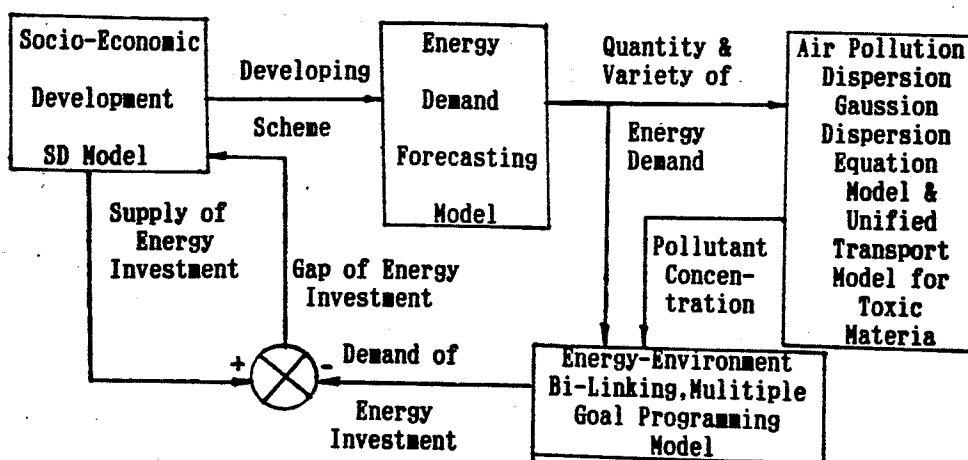 Socio-Economic
Development
SD Model
Developing
Scheme
Energy
Demand
Forecasting
Model
Quantity &
Variety of
Energy
Demand
Air Pollution
Dispersion
Gaussion
Dispersion
Equation
Model &
Unified
Transport
Model for
Toxic
Materia
Supply of
Energy
Investment
Gap of Energy
Investment
Pollutant
Concen-
tration
+
-
Demand of
Energy
Investment
Energy-Environment
Bi-Linking,Mulitiple
Goal Programming
Model